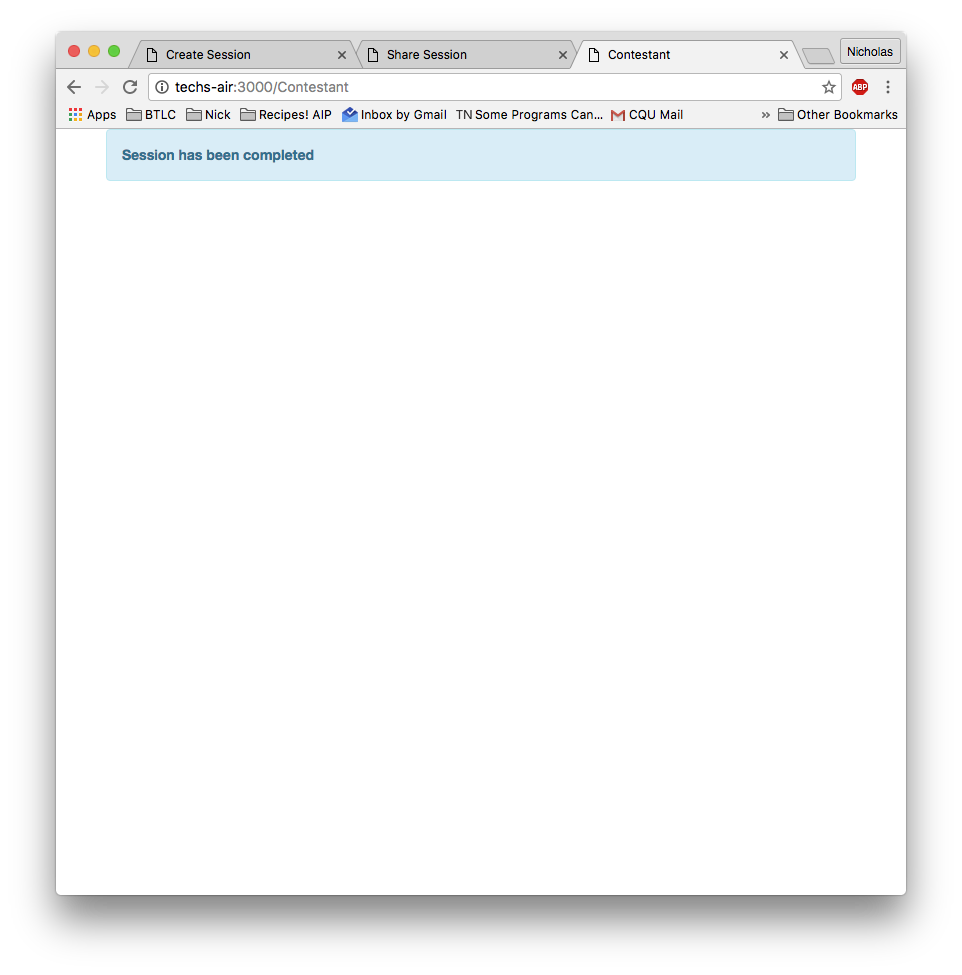 Create Session
Share Session
Contestant
Nicholas
techs-air:3000/Contestant
ABP
Apps BTLC Nick Recipes! AIP Inbox by Gmail TN Some Programs Can... CQU Mail » Other Bookmarks
Session has been completed